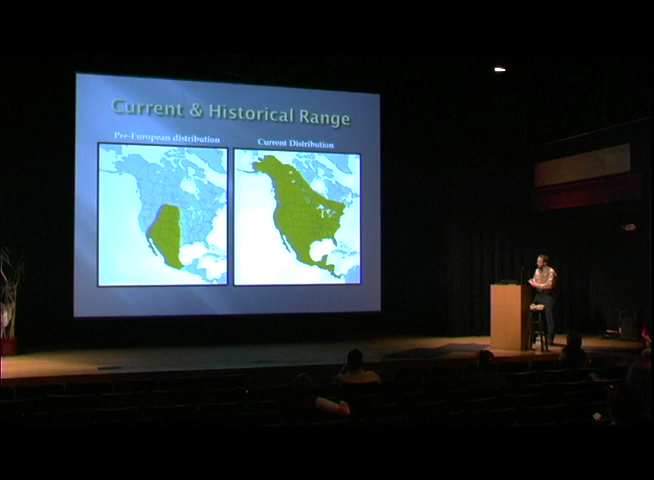 Current & Historical Range
Pre-European distribution
Current Distribution